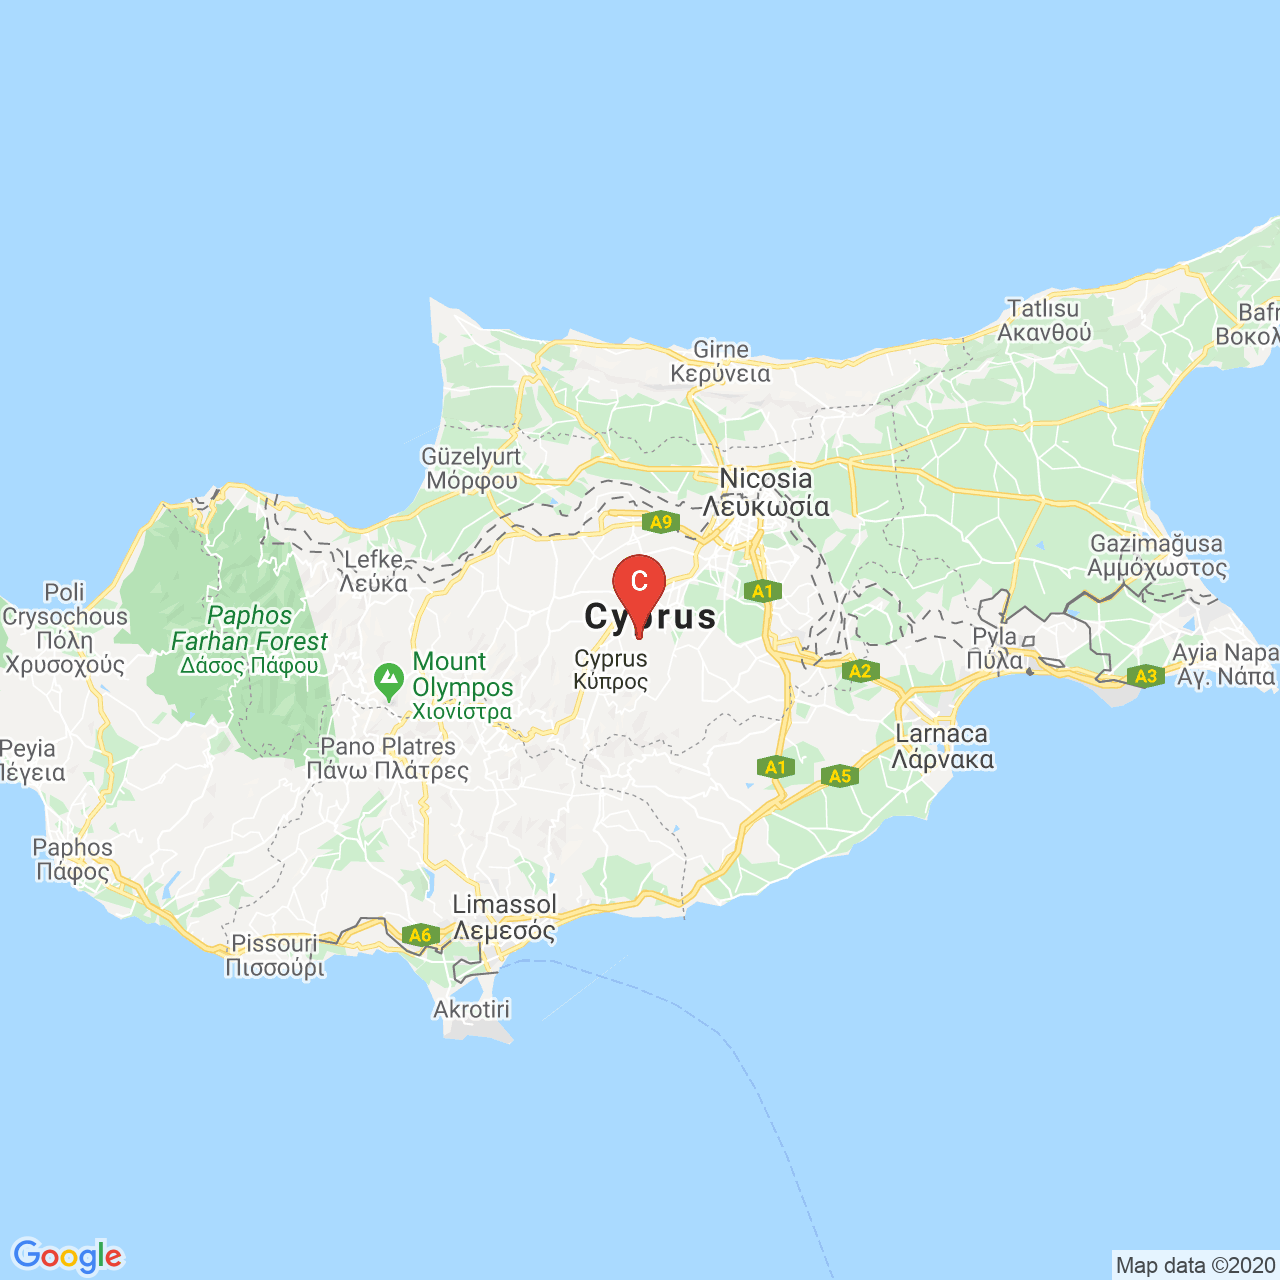 Tatlısu
Ακανθού
Bafr
Βοκολ
Girne
Κερύνεια
Güzelyurt
Μόρφου
Nicosia
Λευκωσία
A9
Gazimağusa
Αμμόχωστος
Lefke
Λεύκα
C
A1
Poli
Crysochous
Πόλη
Χρυσοχούς
Paphos
Farhan Forest
Δάσος Πάφου
Cyprus
Cyprus
Κύπρος
Pyla
Πύλα
Ayia Napa
Αγ. Νάπα
A2
A3
Mount
Olympos
Χιονίστρα
Larnaca
Λάρνακα
Peyia
Πέγεια
Pano Platres
Πάνω Πλάτρες
A1
A5
Paphos
Πάφος
Limassol
Λεμεσός
A6
Pissouri
Πισσούρι
Akrotiri
Google
Map data ©2020